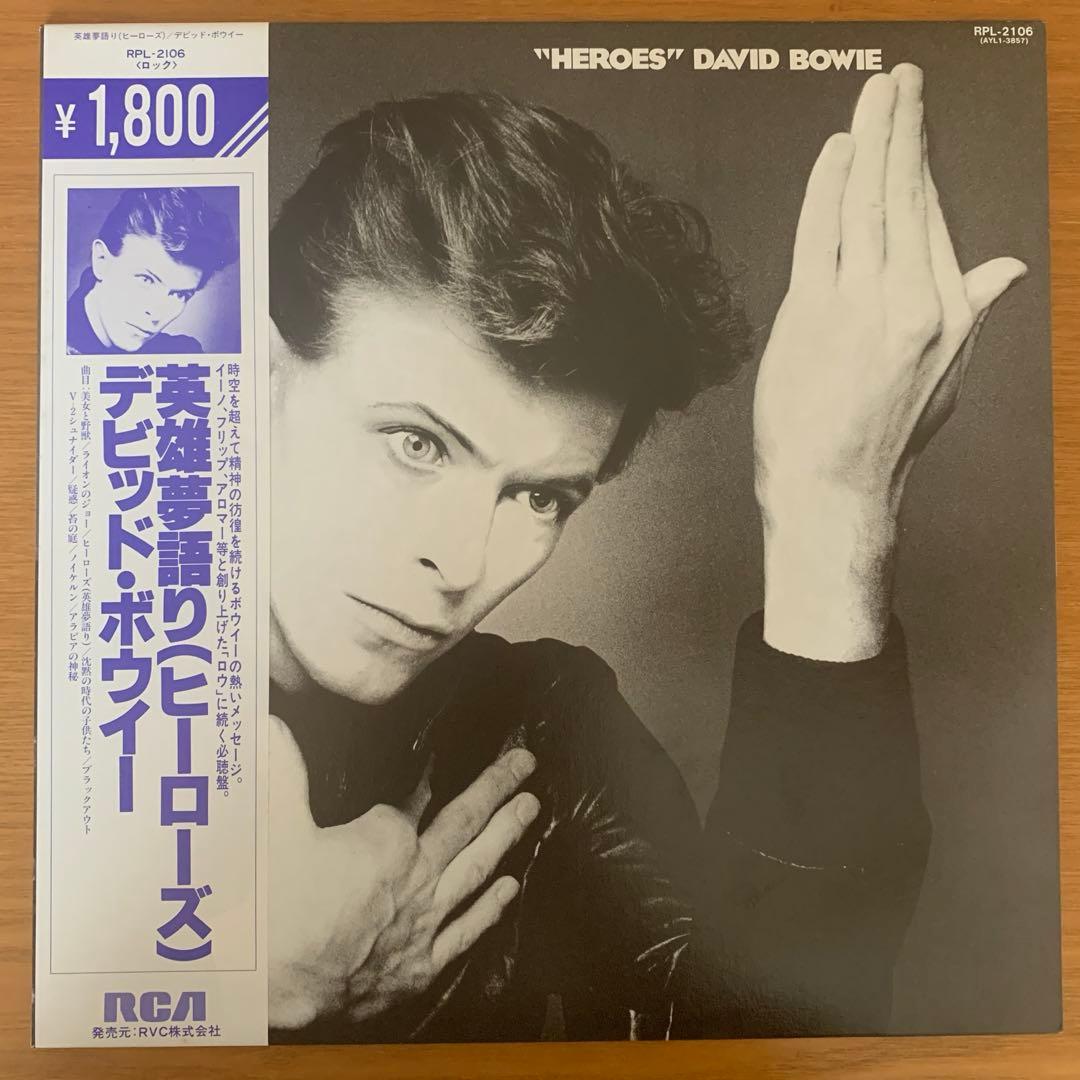 英雄夢語り(ヒーローズ)/デビッド・ボウイー
RPL-2106
〈ロック〉
¥1,800
時空を超えて精神の彷徨を続けるボウイーの熱いメッセージ。
イーノ、フリップ、アロマー等と創り上げた「ロウ」に続く必聴盤。
英雄夢語り(ヒーローズ)
デビッド・ボウイー
曲目:美女と野獣/ライオンのジョー/ヒーローズ(英雄夢語り)/沈黙の時代の子供たち/ブラックアウト
V-2シュナイダー/疑惑/苔の庭/ノイケルン/アラビアの神秘
RCA
発売元:RVC株式会社
"HEROES" DAVID BOWIE
RPL-2106
(AYL1-3857)